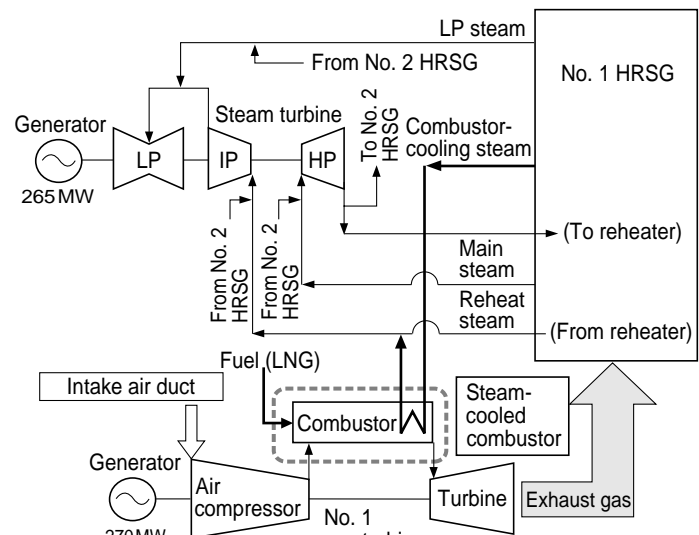 LP steam
From No. 2 HRSG
No. 1 HRSG
Steam turbine
Generator
To No. 2
HRSG
Combustor-
cooling steam
LP
IP
HP
265 MW
From No. 2
HRSG
From No. 2
HRSG
(To reheater)
Main
steam
Reheat
steam
(From reheater)
Fuel (LNG)
Intake air duct
Combustor
Steam-
cooled
combustor
Generator
Air
compressor
Turbine
Exhaust gas
No. 1